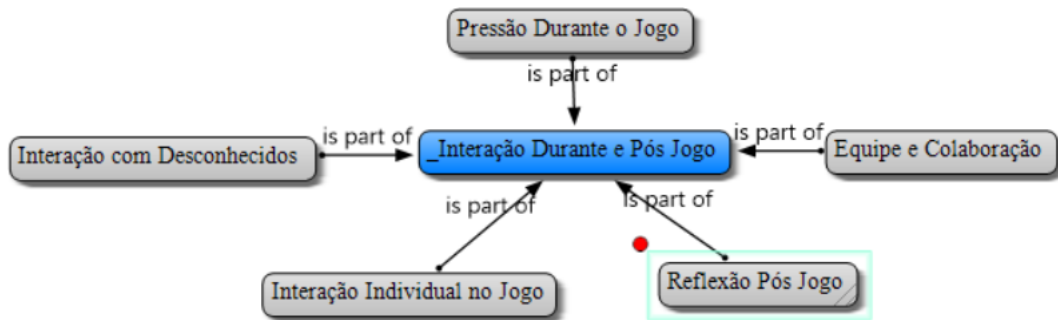 Pressão Durante o Jogo
is part of
is part of
is part of
Interação com Desconhecidos
_Interação Durante e Pós Jogo
Equipe e Colaboração
is part of
is part of
Interação Individual no Jogo
Reflexão Pós Jogo